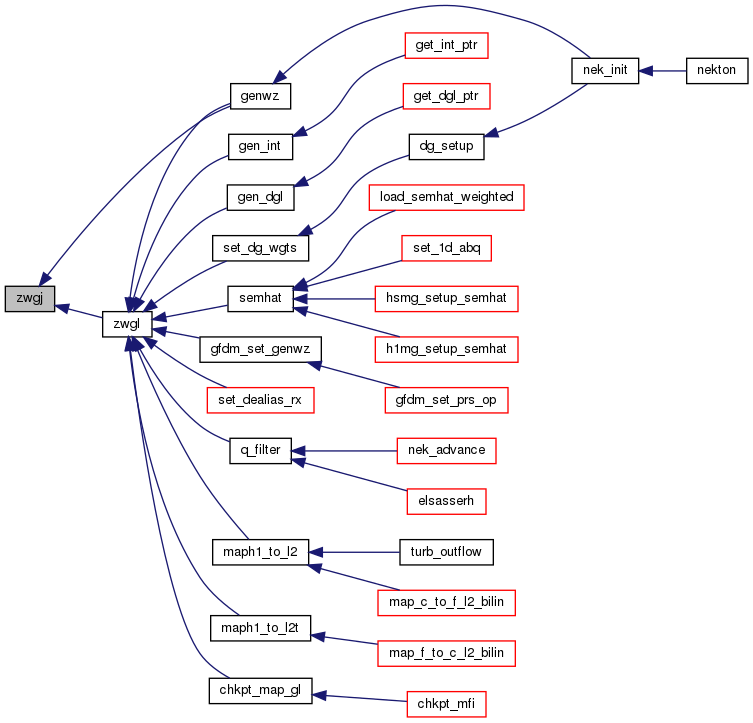 get_int_ptr
nek_init
nekton
genwz
get_dgl_ptr
gen_int
dg_setup
gen_dgl
load_semhat_weighted
set_dg_wgts
set_1d_abq
zwgj
semhat
hsmg_setup_semhat
zwgl
gfdm_set_genwz
h1mg_setup_semhat
set_dealias_rx
gfdm_set_prs_op
q_filter
nek_advance
elsasserh
maph1_to_l2
turb_outflow
map_c_to_f_l2_bilin
maph1_to_l2t
map_f_to_c_l2_bilin
chkpt_map_gl
chkpt_mfi